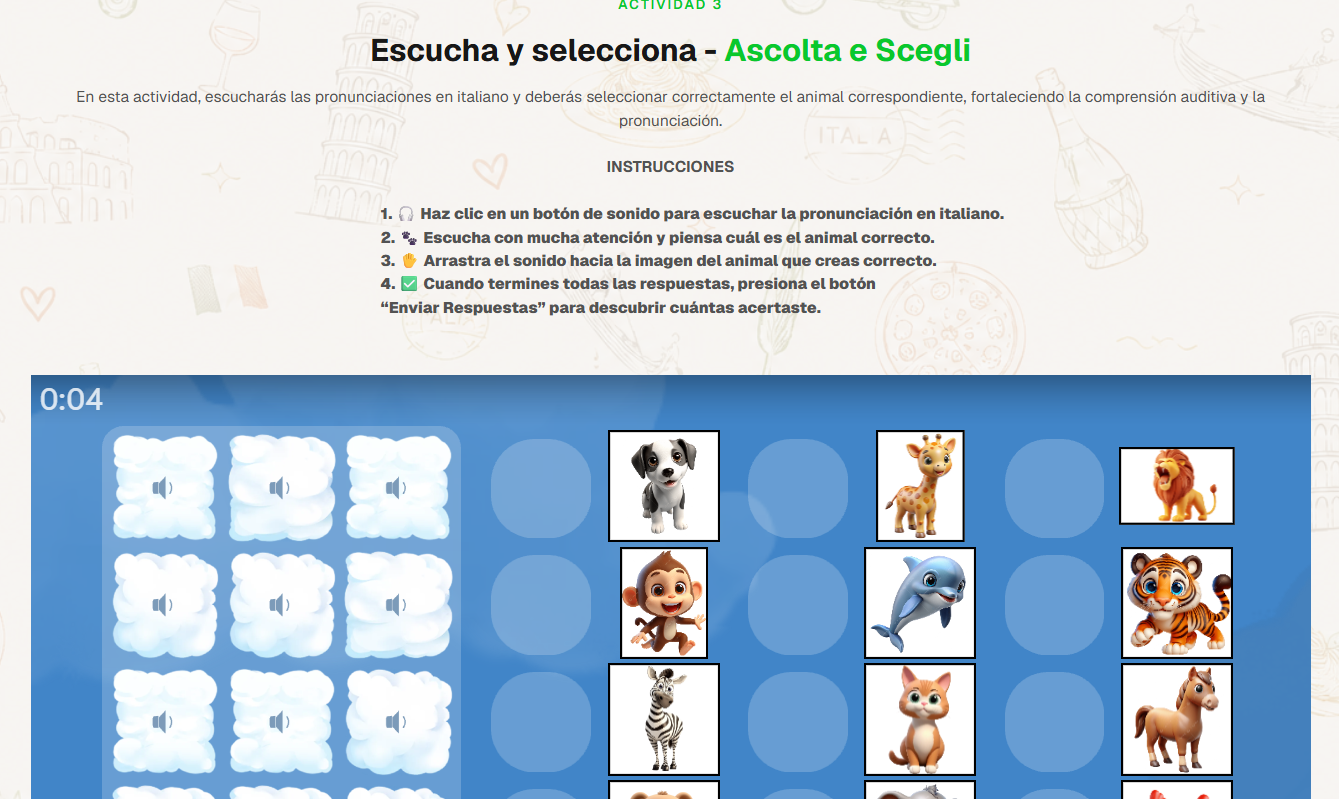 ACTIVIDAD 3
Escucha y selecciona - Ascolta e Scegli
En esta actividad, escucharás las pronunciaciones en italiano y deberás seleccionar correctamente el animal correspondiente, fortaleciendo la comprensión auditiva y la
pronunciación.
ITALIA
INSTRUCCIONES
1. 🎧 Haz clic en un botón de sonido para escuchar la pronunciación en italiano.
2. 🐾 Escucha con mucha atención y piensa cuál es el animal correcto.
3. ✋ Arrastra el sonido hacia la imagen del animal que creas correcto.
4. ✅ Cuando termines todas las respuestas, presiona el botón
“Enviar Respuestas” para descubrir cuántas acertaste.
0:04